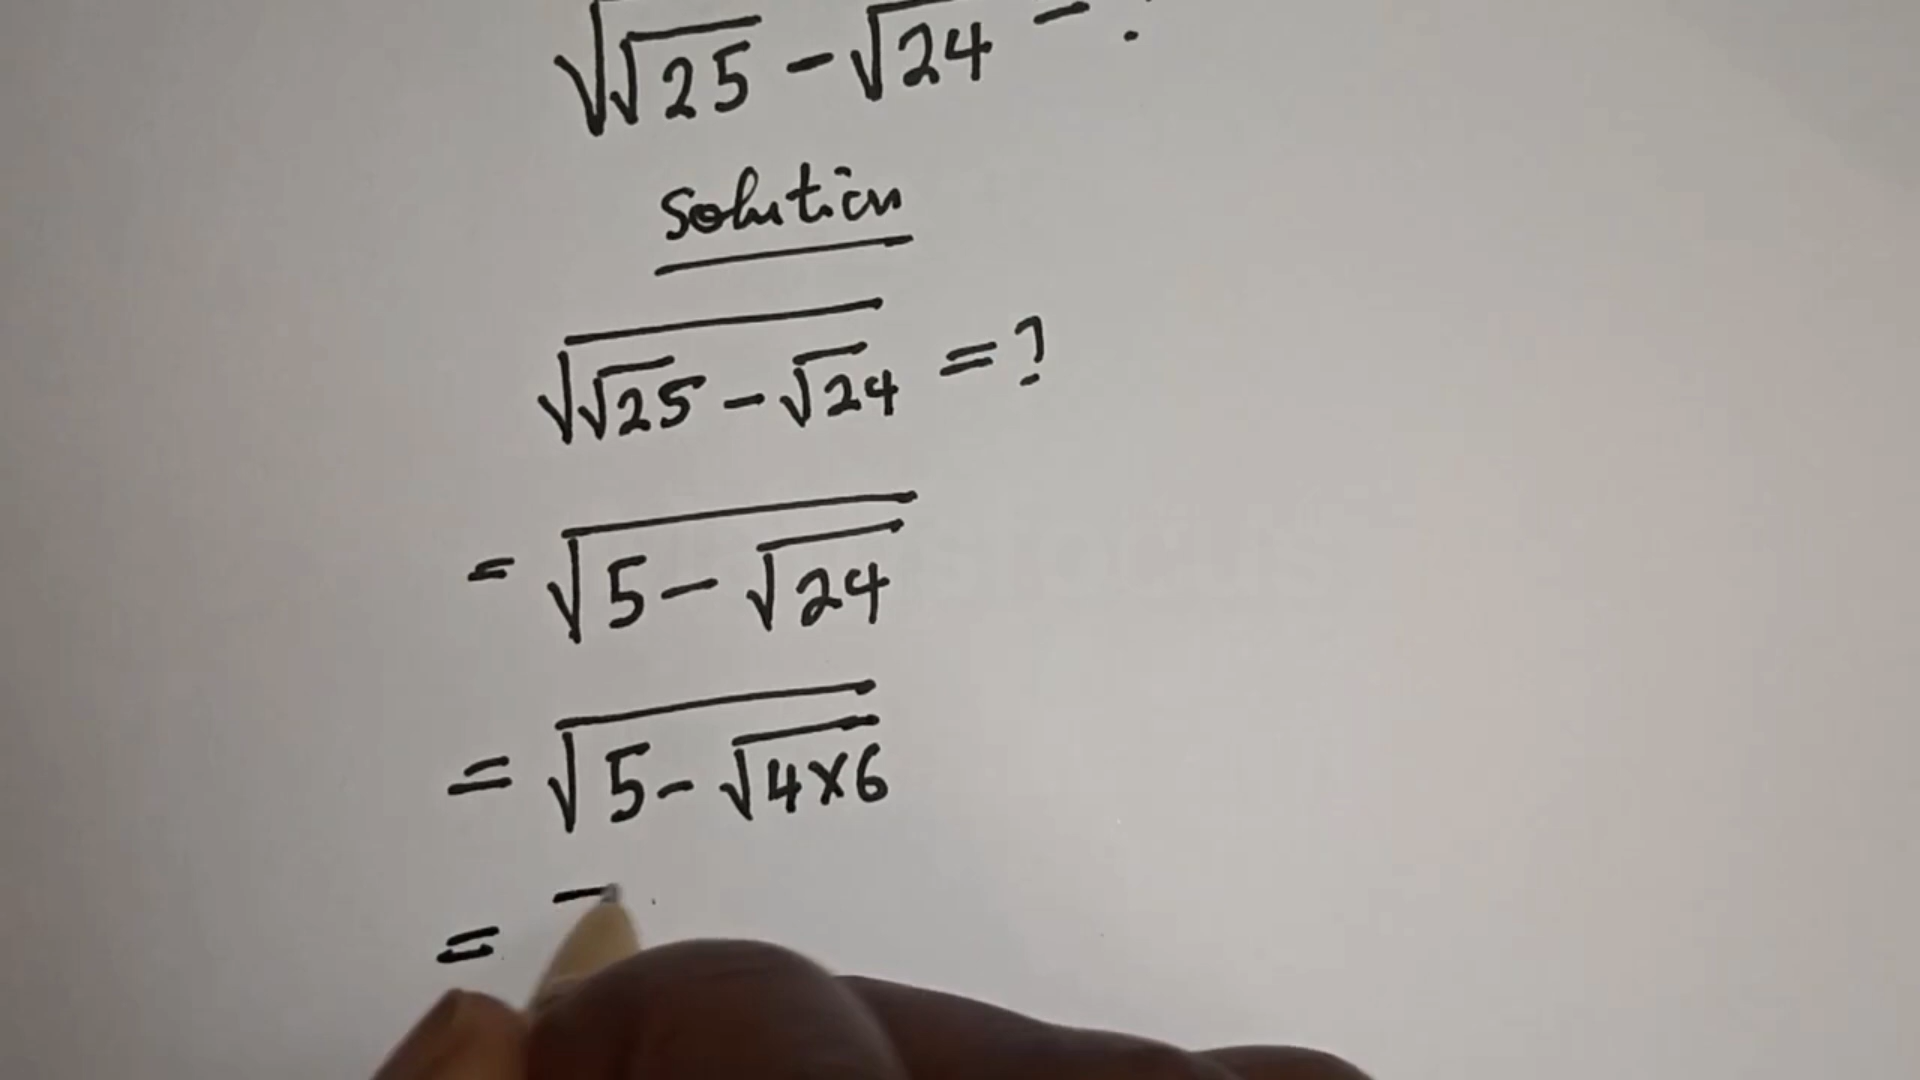 √(√25 - √24) = ?
Solution
√(√25 - √24) = ?
= √(5 - √24)
= √(5 - √(4×6))
=